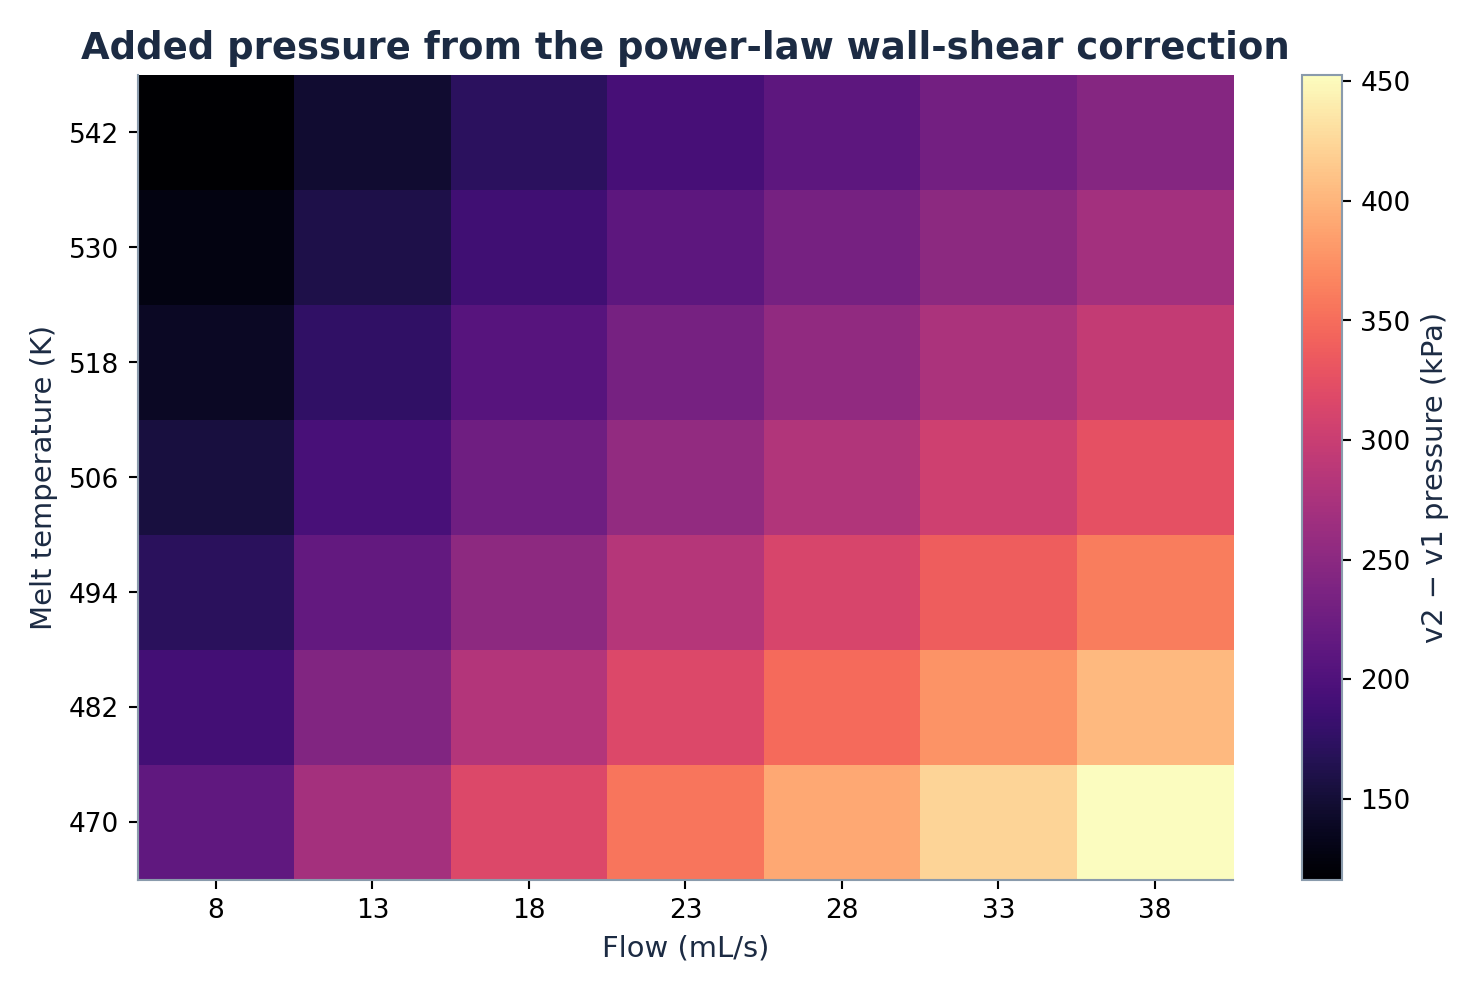 Added pressure from the power-law wall-shear correction
Melt temperature (K)
542
530
518
506
494
482
470
8 13 18 23 28 33 38
Flow (mL/s)
450
400
350
300
250
200
150
v2 − v1 pressure (kPa)